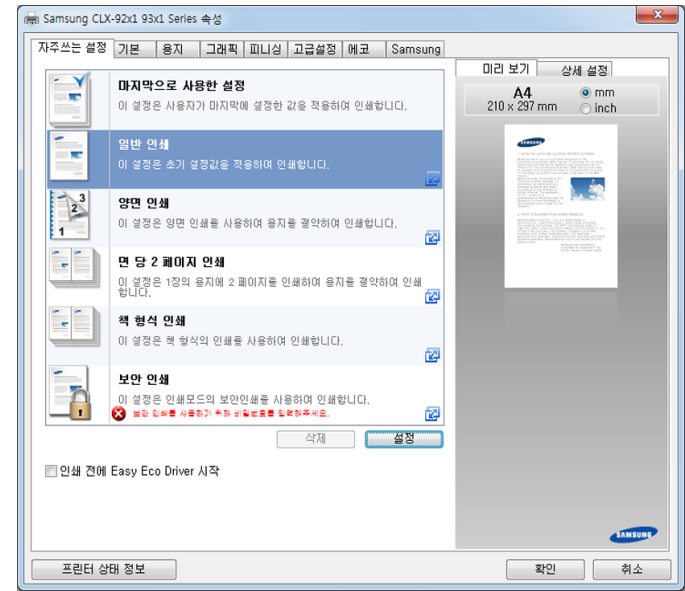 Samsung CLX-92x1 93x1 Series 속성
자주쓰는 설정 기본 용지 그래픽 피니싱 고급설정 에코 Samsung
마지막으로 사용한 설정
이 설정은 사용자가 마지막에 설정한 값을 적용하여 인쇄합니다.
일반 인쇄
이 설정은 초기 설정값을 적용하여 인쇄합니다.
양면 인쇄
이 설정은 양면 인쇄를 사용하여 용지를 절약하여 인쇄합니다.
면 당 2 페이지 인쇄
이 설정은 1장의 용지에 2 페이지를 인쇄하여 용지를 절약하여 인쇄
합니다.
책 형식 인쇄
이 설정은 책 형식의 인쇄를 사용하여 인쇄합니다.
보안 인쇄
이 설정은 인쇄모드의 보안인쇄를 사용하여 인쇄합니다.
보안 인쇄를 사용하기 위해 비밀번호를 입력해주세요.
삭제 설정
인쇄 전에 Easy Eco Driver 시작
미리 보기 상세 설정
A4
210 x 297 mm
mm
inch
SAMSUNG
SAMSUNG
프린터 상태 정보 확인 취소